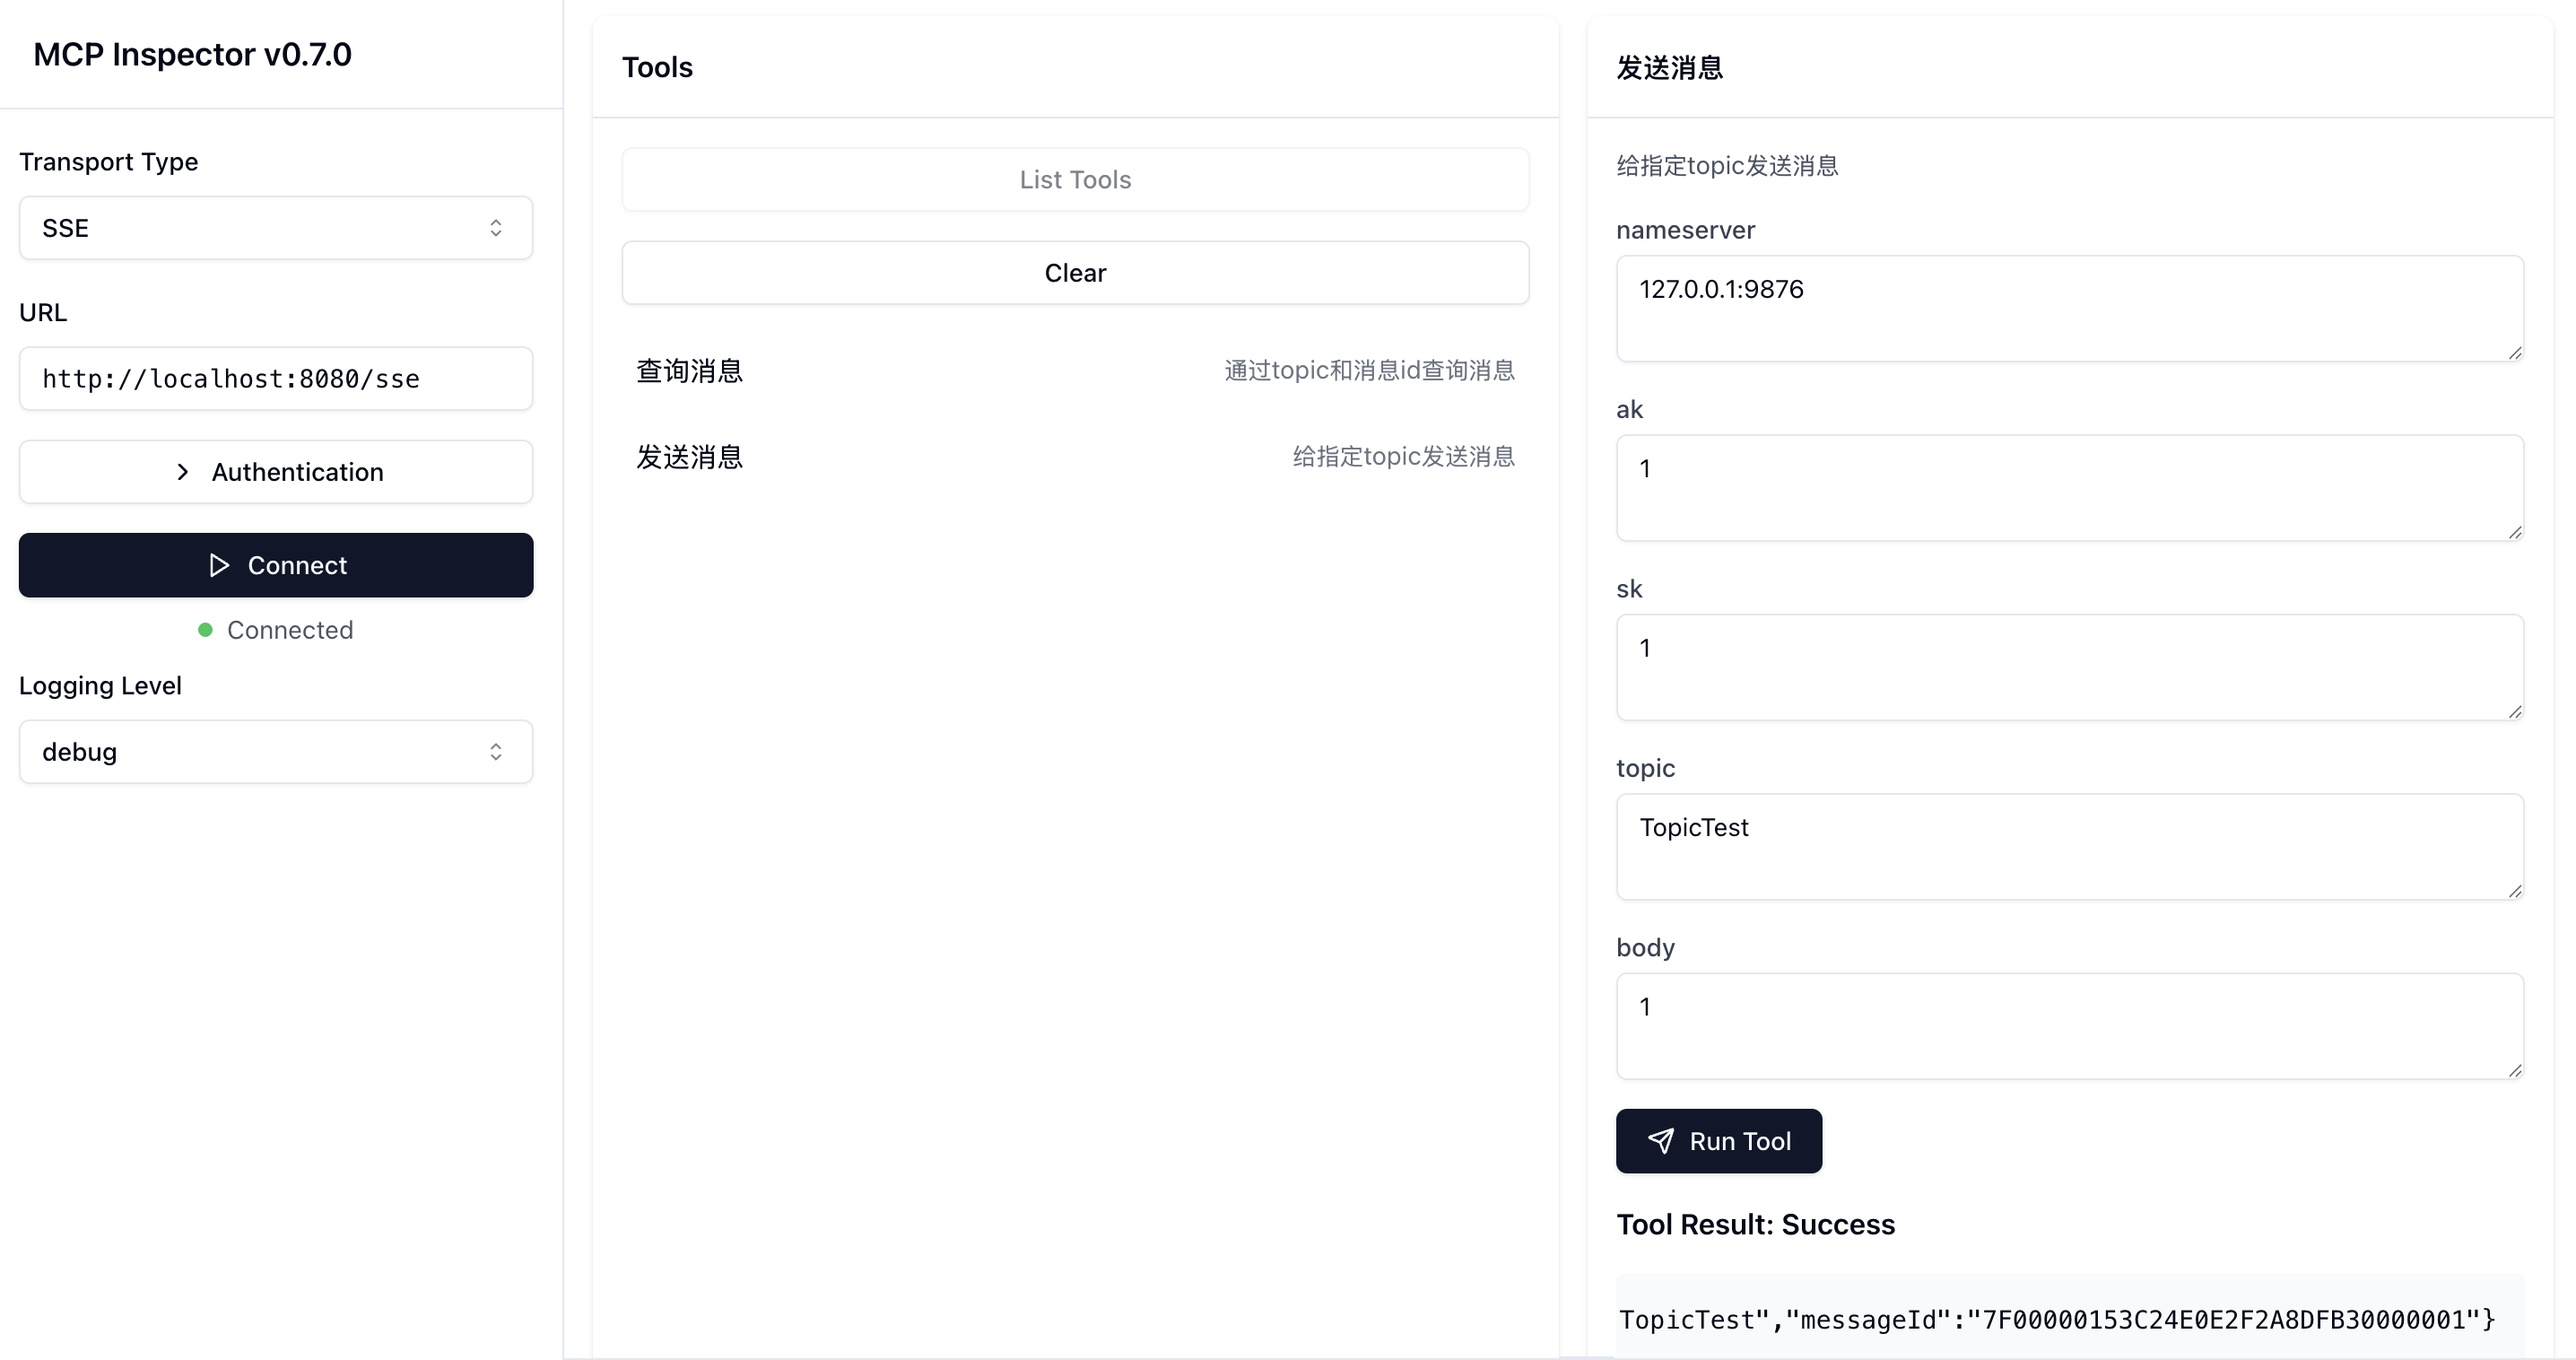 MCP Inspector v0.7.0
Transport Type
SSE
URL
http://localhost:8080/sse
Authentication
Connect
Connected
Logging Level
debug
Tools
List Tools
Clear
查询消息 通过topic和消息id查询消息
发送消息 给指定topic发送消息
发送消息
给指定topic发送消息
nameserver
127.0.0.1:9876
ak
1
sk
1
topic
TopicTest
body
1
Run Tool
Tool Result: Success
TopicTest","messageId":"7F00000153C24E0E2F2A8DFB30000001"}